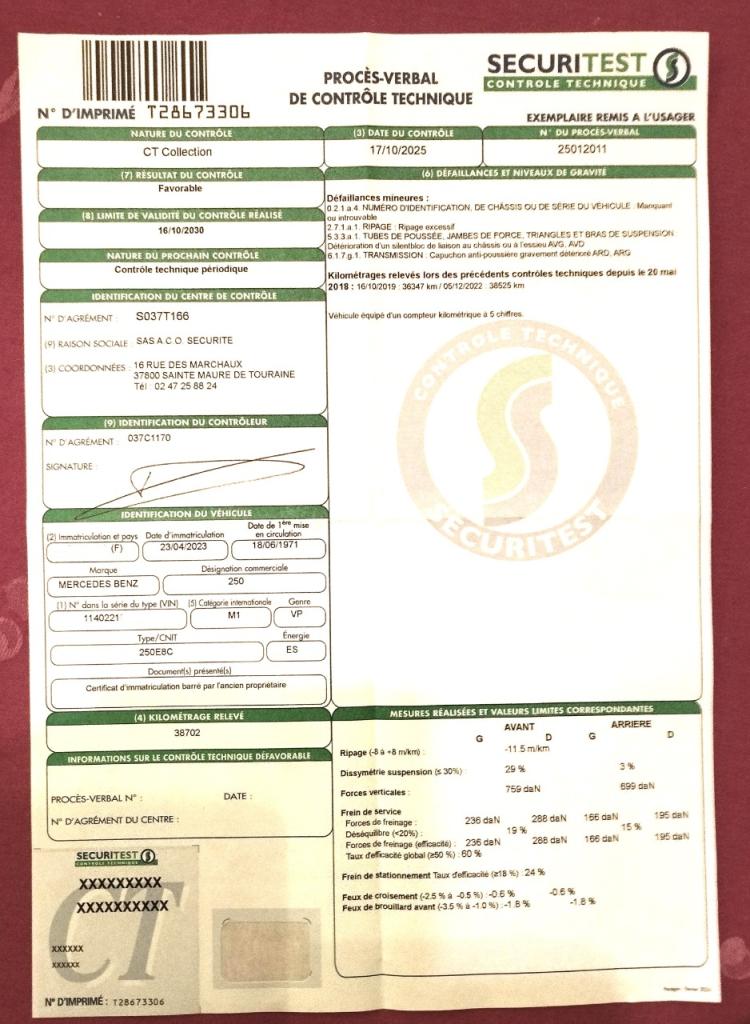 PROCÈS-VERBAL
DE CONTRÔLE TECHNIQUE
SECURITEST
CONTROLE TECHNIQUE
N° D'IMPRIMÉ T28673306
EXEMPLAIRE REMIS A L'USAGER
NATURE DU CONTRÔLE
CT Collection
(3) DATE DU CONTRÔLE
17/10/2025
N° DU PROCÈS-VERBAL
25012011
(7) RÉSULTAT DU CONTRÔLE
Favorable
(8) LIMITE DE VALIDITÉ DU CONTRÔLE RÉALISÉ
16/10/2030
NATURE DU PROCHAIN CONTRÔLE
Contrôle technique périodique
(6) DÉFAILLANCES ET NIVEAUX DE GRAVITÉ
Défaillances mineures :
0.2.1.a.4. NUMÉRO D'IDENTIFICATION, DE CHÂSSIS OU DE SÉRIE DU VÉHICULE : Manquant
ou introuvable
2.7.1.a.1. RIPAGE : Ripage excessif
5.3.3.a.1. TUBES DE POUSSÉE, JAMBES DE FORCE, TRIANGLES ET BRAS DE SUSPENSION :
Détérioration d'un silentbloc de liaison au châssis ou à l'essieu AVG, AVD
6.1.7.g.1. TRANSMISSION : Capuchon anti-poussière gravement détérioré ARD, ARG
Kilométrages relevés lors des précédents contrôles techniques depuis le 20 mai
2018 : 16/10/2019 : 36347 km / 05/12/2022 : 38525 km
Véhicule équipé d'un compteur kilométrique à 5 chiffres.
CONTROLE TECHNIQUE
SECURITEST
IDENTIFICATION DU CENTRE DE CONTRÔLE
N° D'AGRÉMENT : S037T166
(9) RAISON SOCIALE : SAS A.C.O. SECURITE
(3) COORDONNÉES : 16 RUE DES MARCHAUX
37800 SAINTE MAURE DE TOURAINE
Tél : 02 47 25 88 24
(9) IDENTIFICATION DU CONTRÔLEUR
N° D'AGRÉMENT : 037C1170
SIGNATURE :
IDENTIFICATION DU VÉHICULE
(2) Immatriculation et pays
(F)
Date d'immatriculation
23/04/2023
Date de 1ère mise
en circulation
18/06/1971
Marque
MERCEDES BENZ
Désignation commerciale
250
(1) N° dans la série du type (VIN)
1140221
(5) Catégorie internationale
M1
Genre
VP
Type/CNIT
250E8C
Énergie
ES
Document(s) présenté(s)
Certificat d'immatriculation barré par l'ancien propriétaire
(4) KILOMÉTRAGE RELEVÉ
38702
INFORMATIONS SUR LE CONTRÔLE TECHNIQUE DÉFAVORABLE
PROCÈS-VERBAL N° : DATE :
N° D'AGRÉMENT DU CENTRE :
MESURES RÉALISÉES ET VALEURS LIMITES CORRESPONDANTES
AVANT ARRIERE
G D G D
Ripage (-8 à +8 m/km) : -11.5 m/km
Dissymétrie suspension (≤ 30%) : 29 % 3 %
Forces verticales : 759 daN 699 daN
Frein de service
Forces de freinage : 236 daN 288 daN 166 daN 195 daN
Déséquilibre (<20%) : 19 % 15 %
Forces de freinage (efficacité) : 236 daN 288 daN 166 daN 195 daN
Taux d'efficacité global (≥50 %) : 60 %
Frein de stationnement Taux d'efficacité (≥18 %) : 24 %
Feux de croisement (-2.5 % à -0.5 %) : -0.6 % -0.6 %
Feux de brouillard avant (-3.5 % à -1.0 %) : -1.8 % -1.8 %
SECURITEST
CONTROLE TECHNIQUE
CT
XXXXXXXXX
XXXXXXXXXX
XXXXXX
XXXXXX
N° D'IMPRIMÉ : T28673306